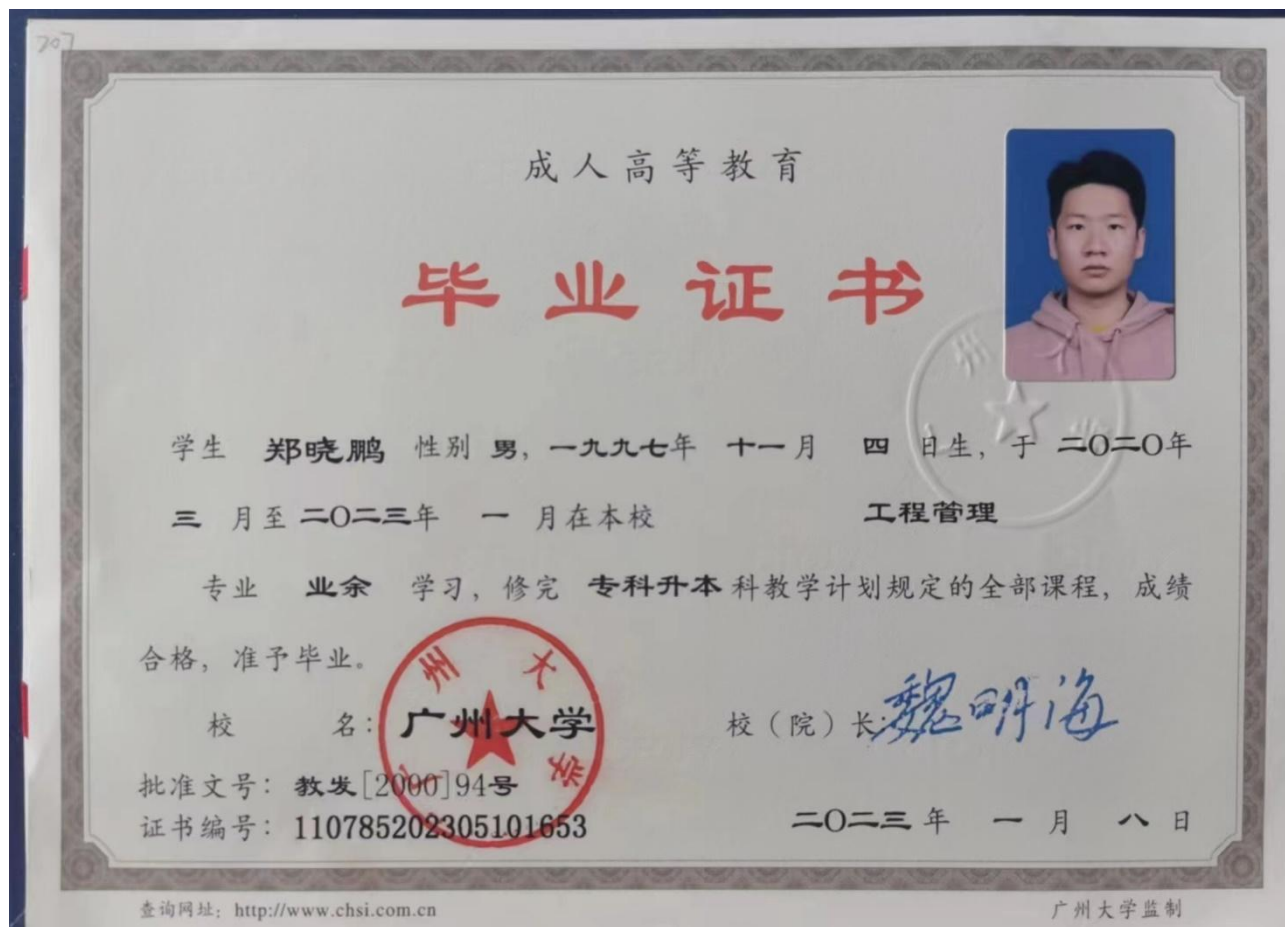 707
成人高等教育
毕业证书
学生 郑晓鹏 性别 男, 一九九七年 十一月 四 日生, 于 二〇二〇年
三 月至 二〇二三年 一 月在本校 工程管理
专业 业余 学习, 修完 专科升本 科教学计划规定的全部课程, 成绩
合格, 准予毕业。
校 名: 广州大学
校（院）长: 魏明海
批准文号: 教发[2000]94号
证书编号: 110785202305101653
二〇二三 年 一 月 八 日
查询网址: http://www.chsi.com.cn
广州大学监制
广州大学